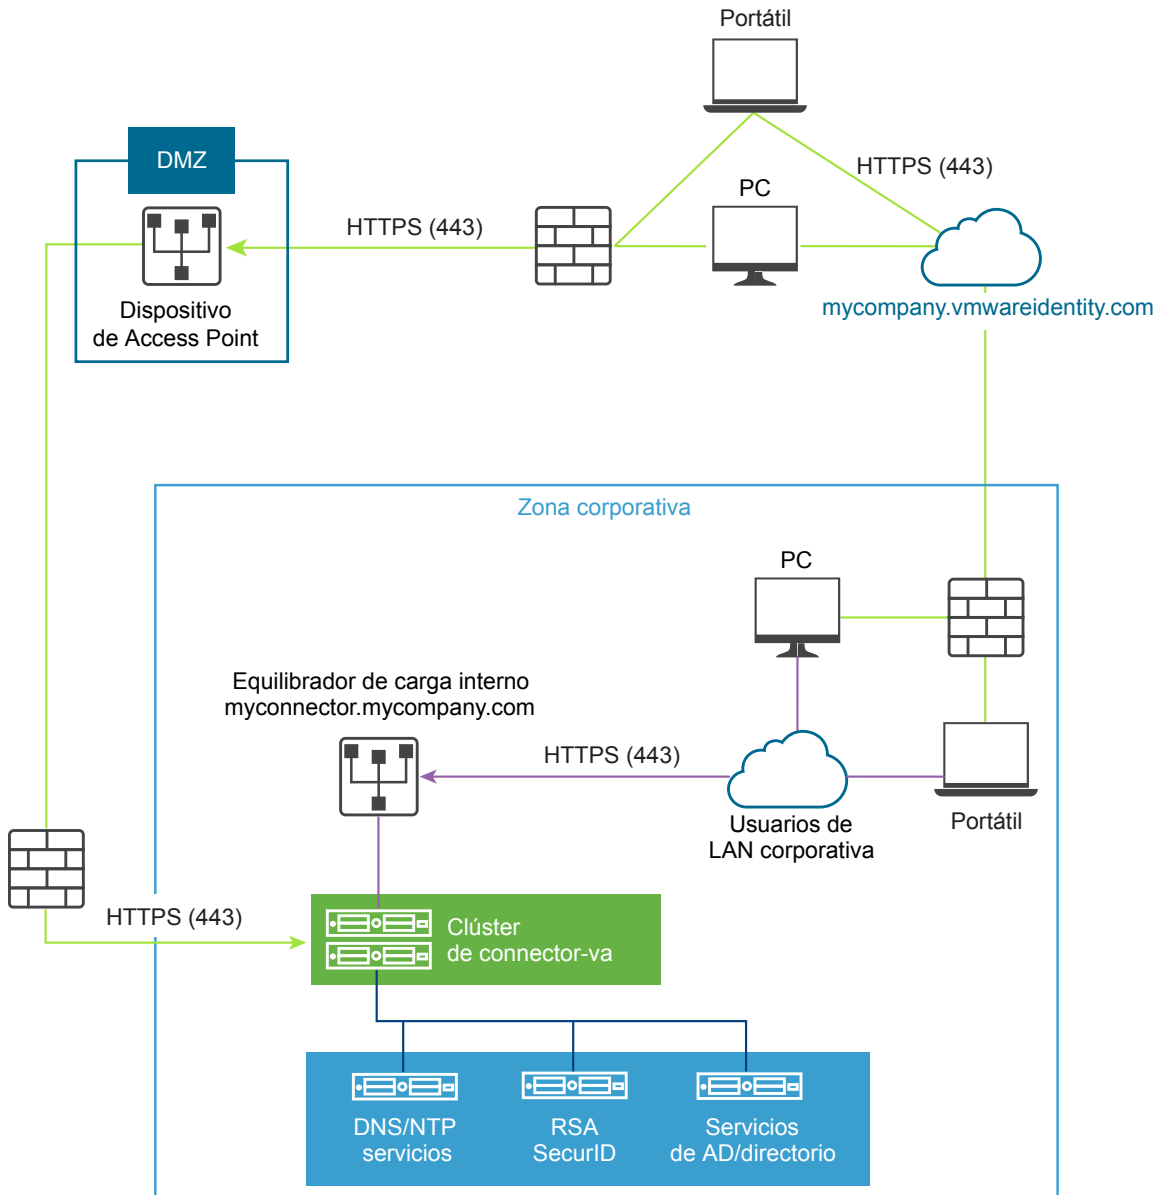 Portátil
DMZ
HTTPS (443)
PC
HTTPS (443)
Dispositivo
de Access Point
mycompany.vmwareidentity.com
Zona corporativa
PC
Equilibrador de carga interno
myconnector.mycompany.com
HTTPS (443)
Usuarios de
LAN corporativa
Portátil
HTTPS (443)
Clúster
de connector-va
DNS/NTP
servicios
RSA
SecurID
Servicios
de AD/directorio